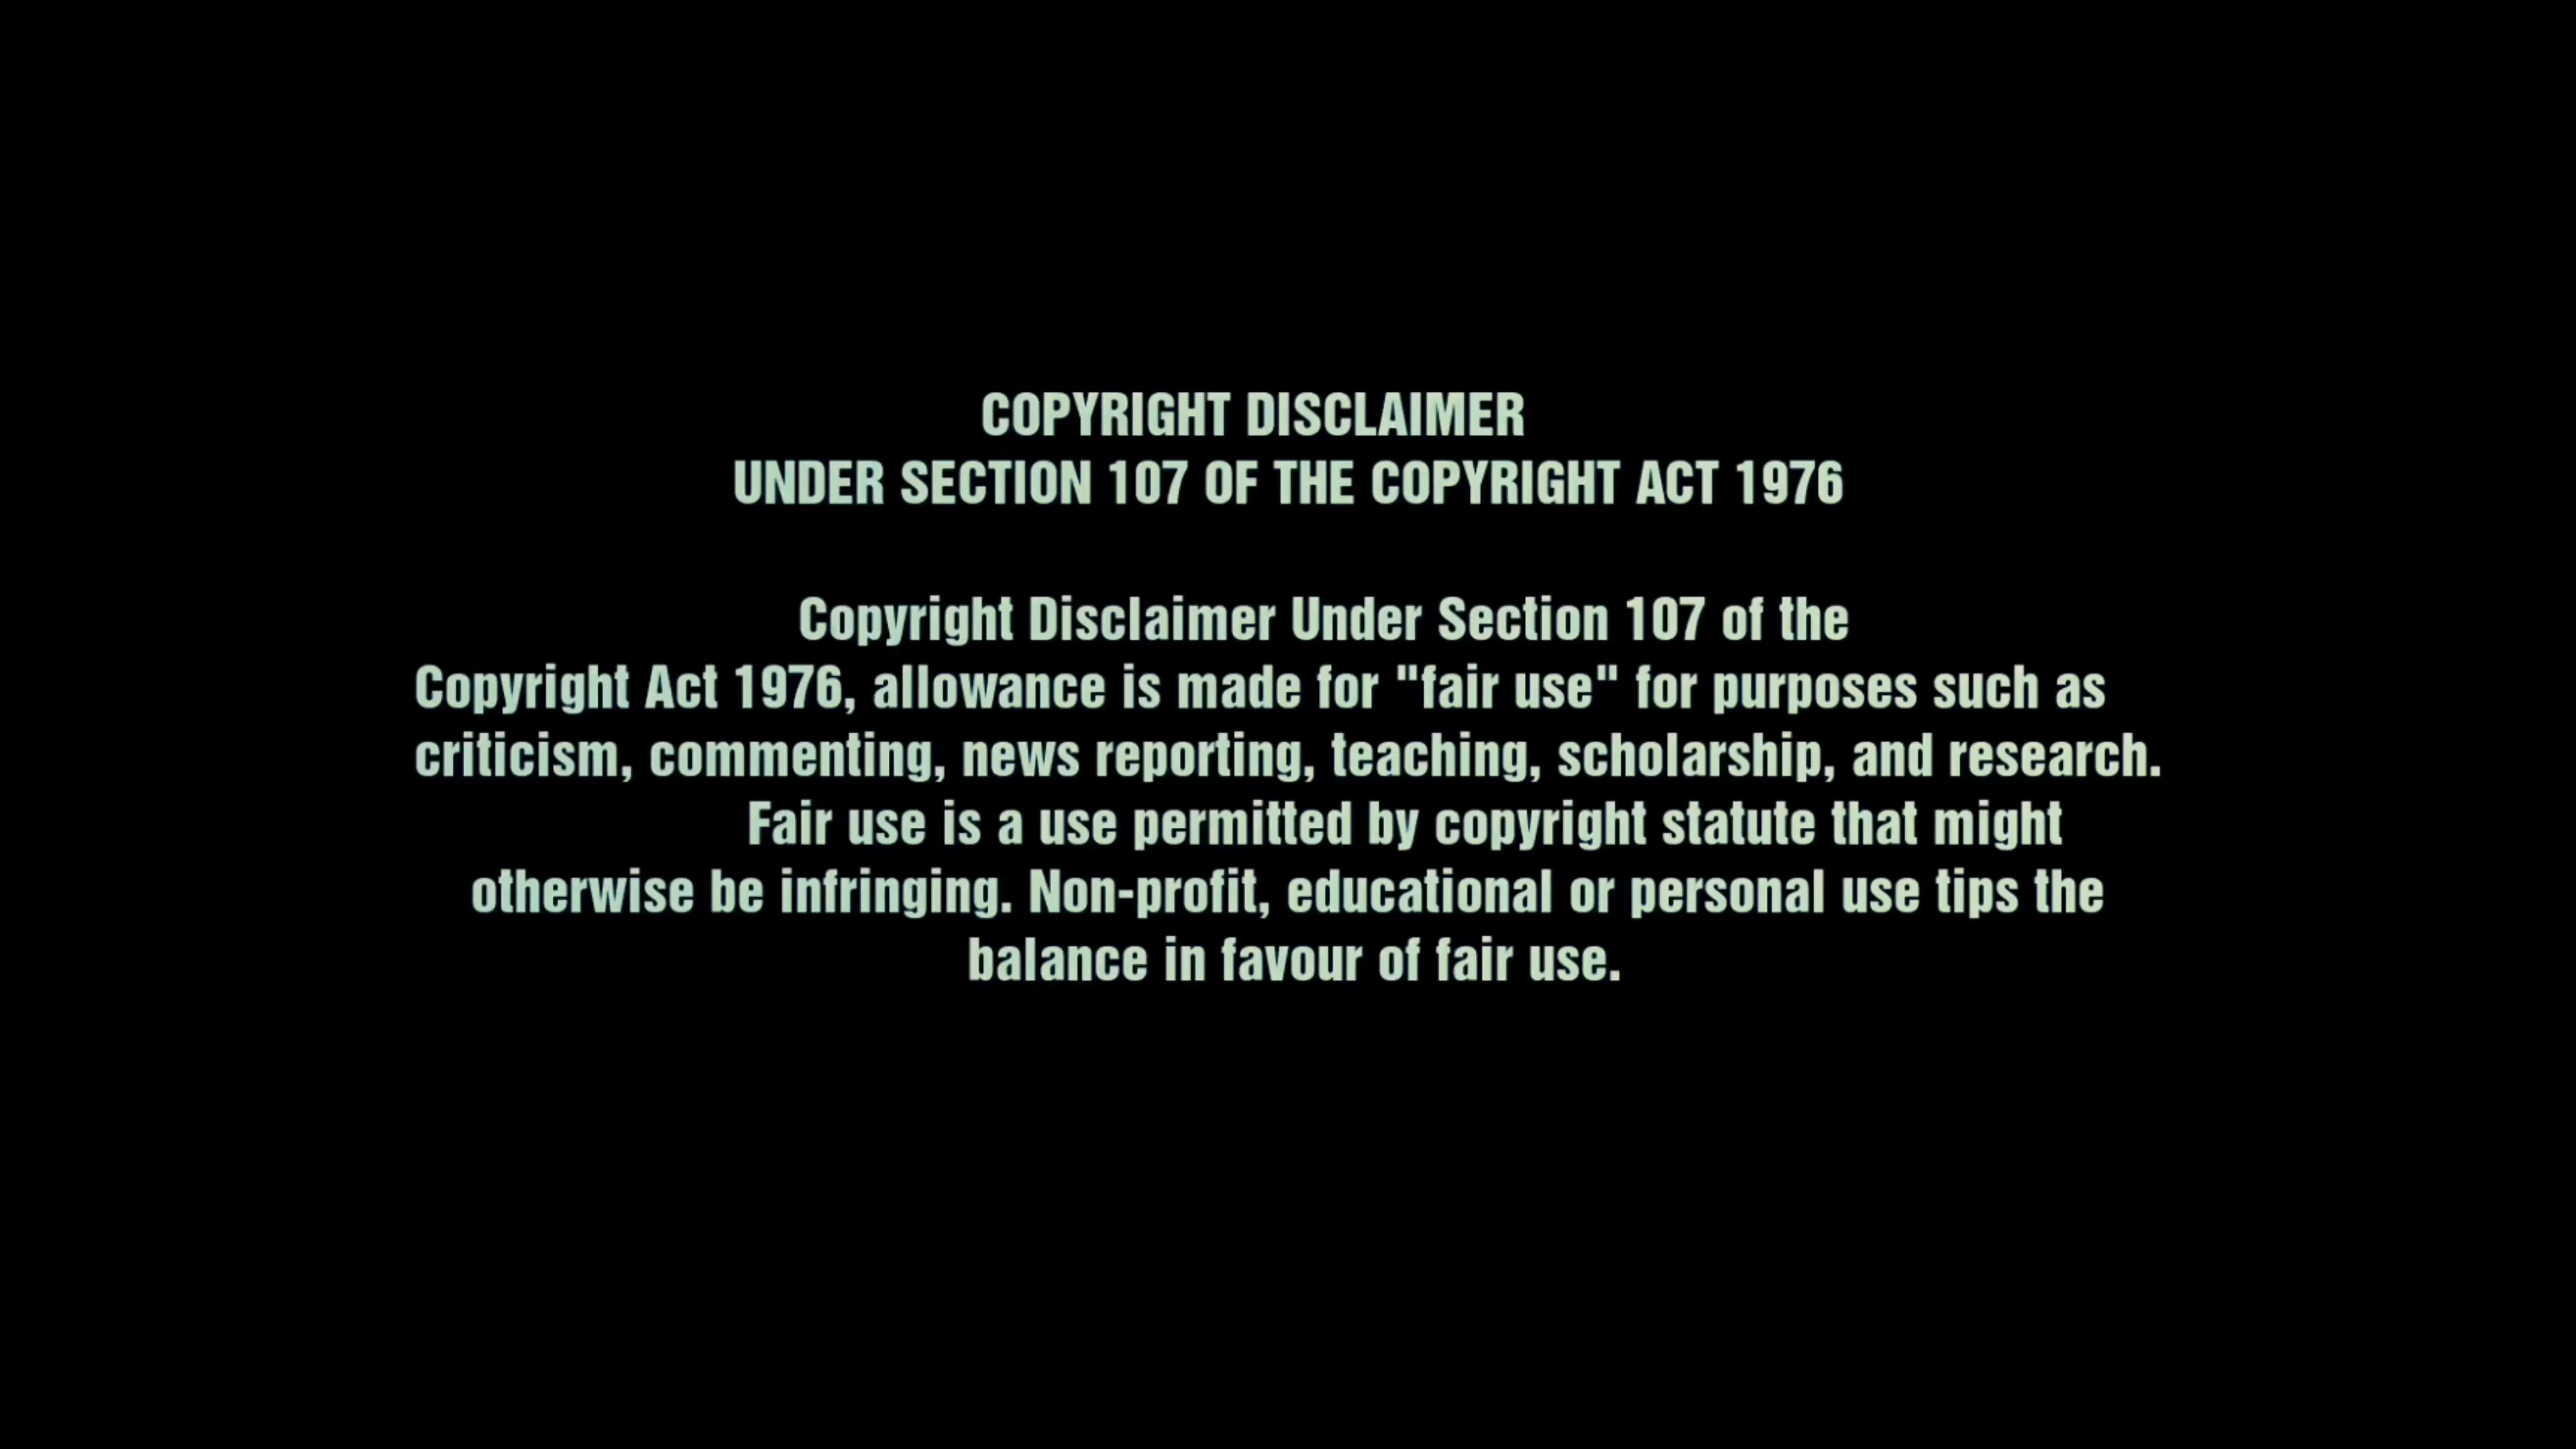 COPYRIGHT DISCLAIMER
UNDER SECTION 107 OF THE COPYRIGHT ACT 1976
Copyright Disclaimer Under Section 107 of the
Copyright Act 1976, allowance is made for "fair use" for purposes such as
criticism, commenting, news reporting, teaching, scholarship, and research.
Fair use is a use permitted by copyright statute that might
otherwise be infringing. Non-profit, educational or personal use tips the
balance in favour of fair use.